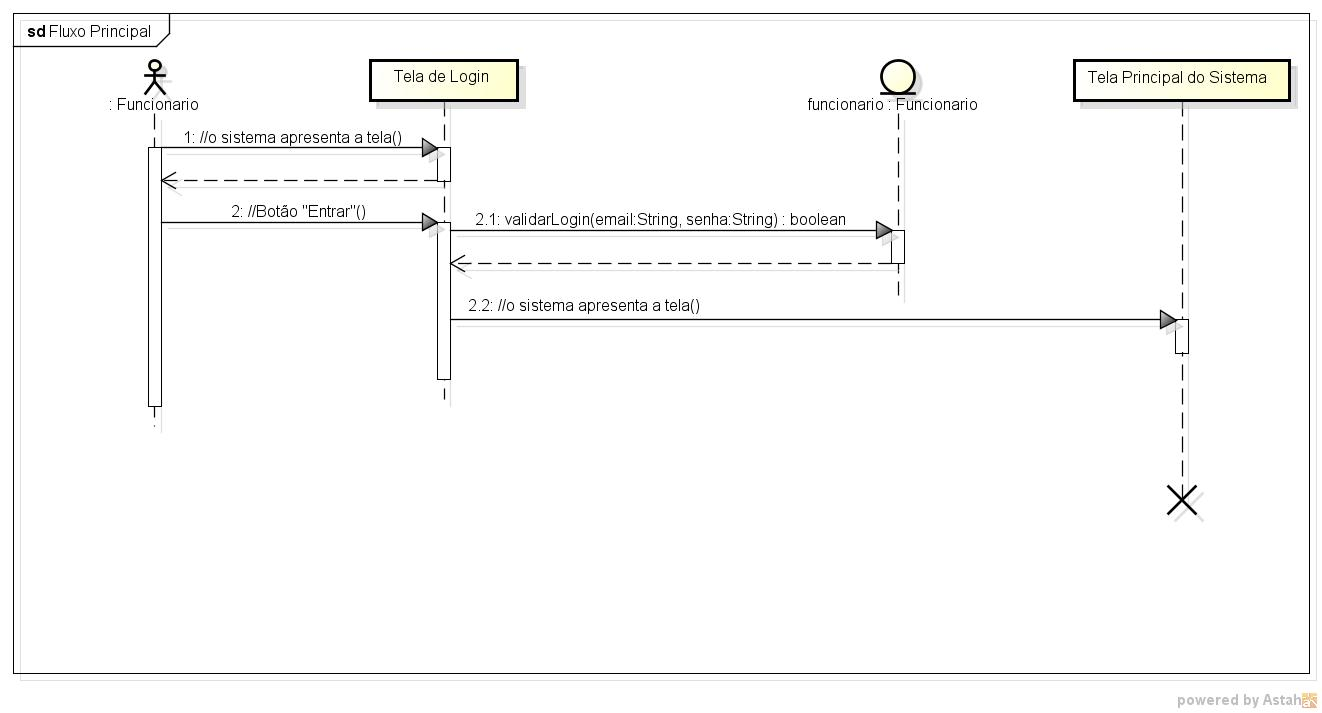 sd Fluxo Principal
: Funcionario
Tela de Login
funcionario : Funcionario
Tela Principal do Sistema
1: //o sistema apresenta a tela()
2: //Botão "Entrar"()
2.1: validarLogin(email:String, senha:String) : boolean
2.2: //o sistema apresenta a tela()
powered by Astah